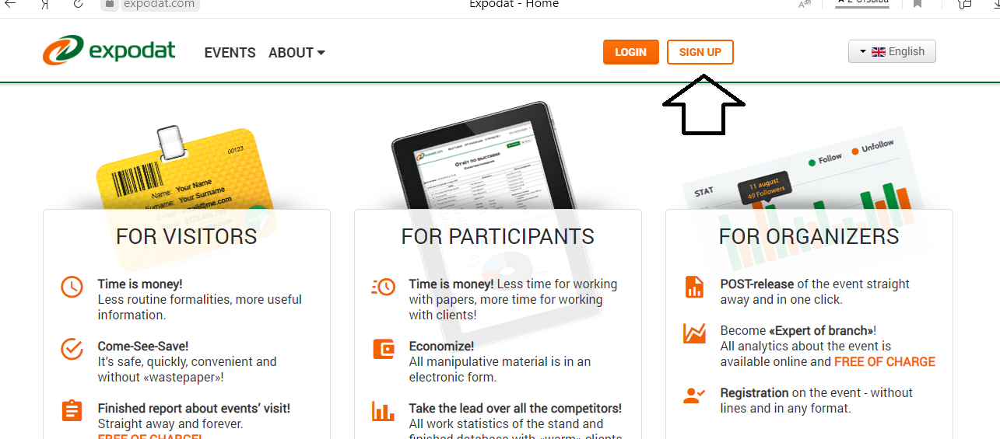 expodat.com
Expodat - Home
expodat
EVENTS
ABOUT
LOGIN
SIGN UP
English
00123
Name: Your Name
Surname: Your Surname
expodat.com
Отчёт по выставке
STAT
Follow
Unfollow
11 august
49 Followers
FOR VISITORS
Time is money!
Less routine formalities, more useful
information.
Come-See-Save!
It's safe, quickly, convenient and
without «wastepaper»!
Finished report about events' visit!
Straight away and forever.
FREE OF CHARGE!
FOR PARTICIPANTS
Time is money! Less time for working
with papers, more time for working
with clients!
Economize!
All manipulative material is in an
electronic form.
Take the lead over all the competitors!
All work statistics of the stand and
finished database with «warm» clients
FOR ORGANIZERS
POST-release of the event straight
away and in one click.
Become «Expert of branch»!
All analytics about the event is
available online and FREE OF CHARGE
Registration on the event - without
lines and in any format.